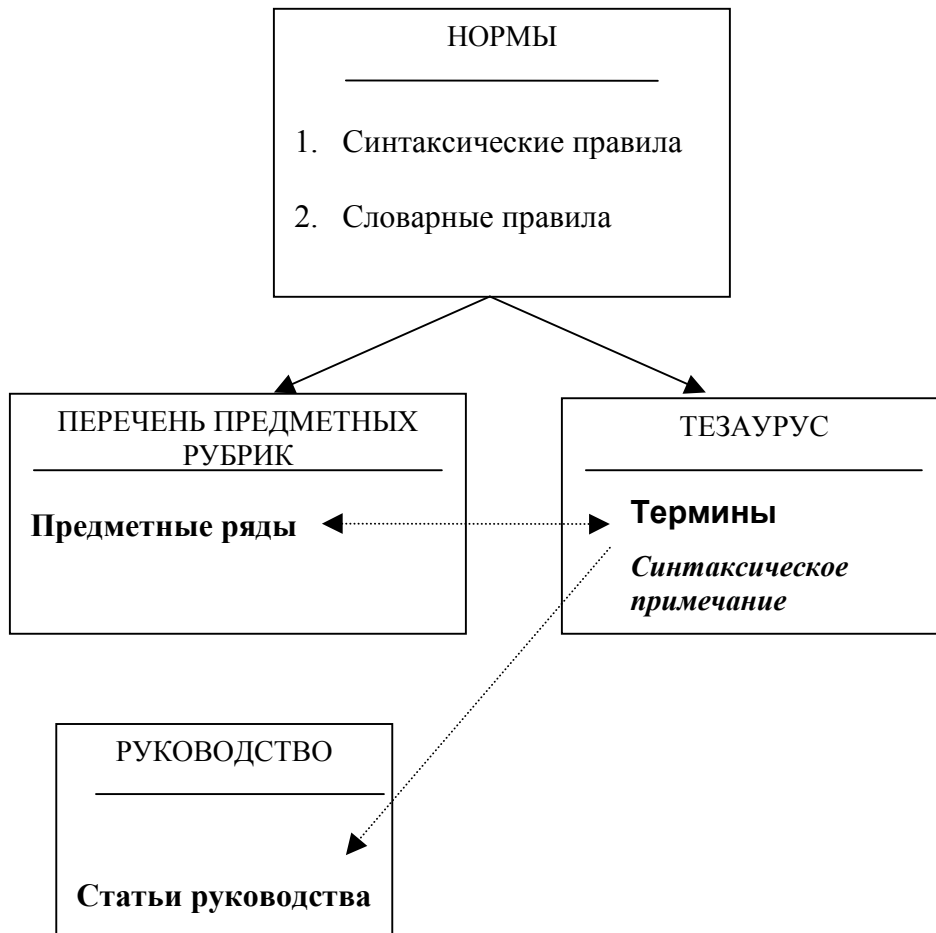 НОРМЫ
1. Синтаксические правила
2. Словарные правила
ПЕРЕЧЕНЬ ПРЕДМЕТНЫХ
РУБРИК
Предметные ряды
ТЕЗАУРУС
Термины
Синтаксическое
примечание
РУКОВОДСТВО
Статьи руководства